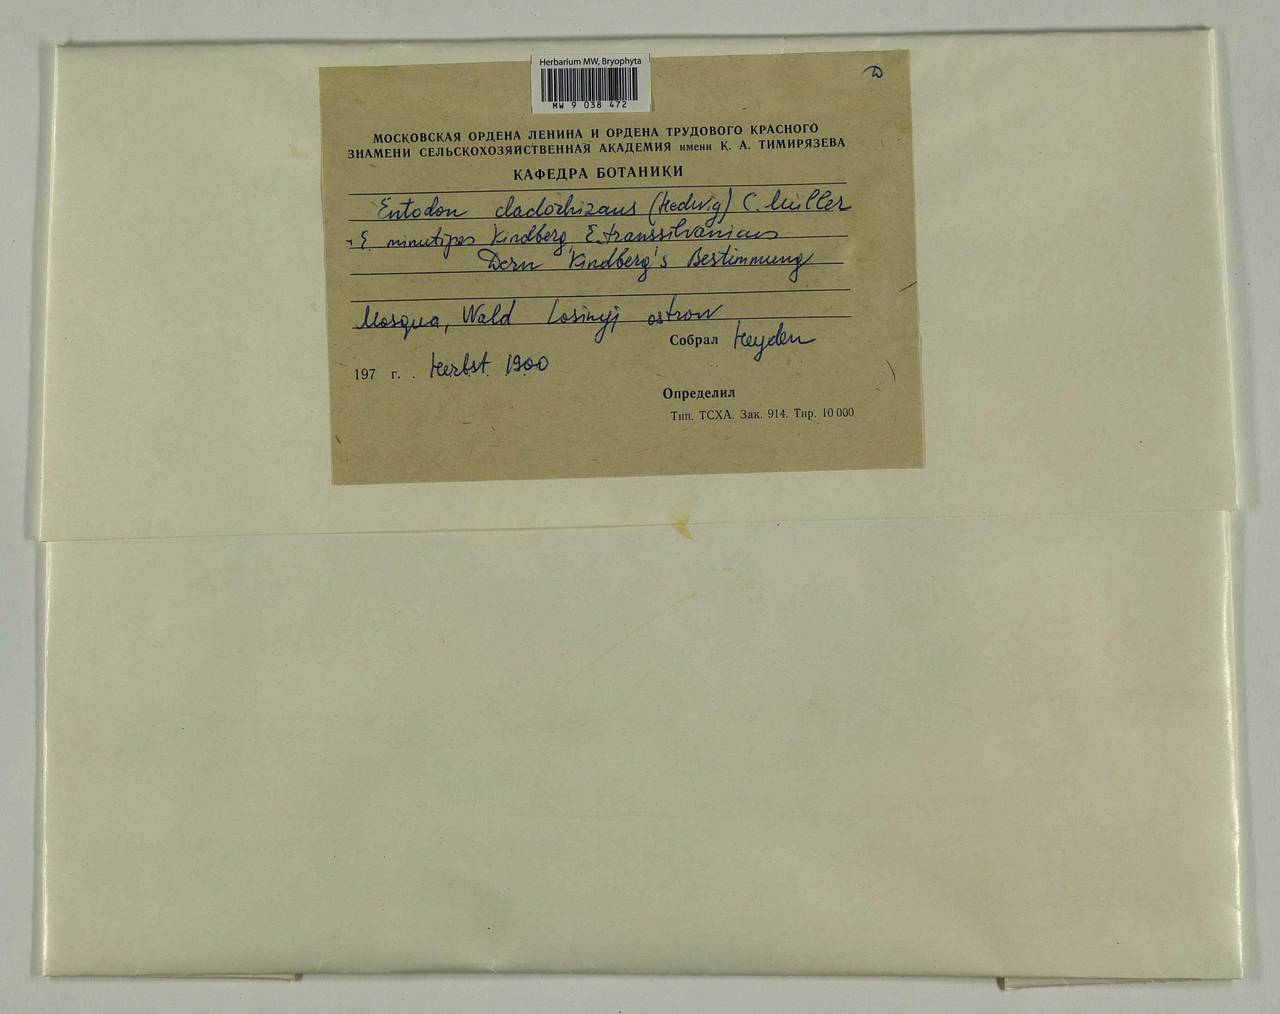 Herbarium MW, Bryophyta
MW 9 038 472
МОСКОВСКАЯ ОРДЕНА ЛЕНИНА И ОРДЕНА ТРУДОВОГО КРАСНОГО
ЗНАМЕНИ СЕЛЬСКОХОЗЯЙСТВЕННАЯ АКАДЕМИЯ имени К. А. ТИМИРЯЗЕВА
КАФЕДРА БОТАНИКИ
Entodon cladorhizans (Hedwig) C. Müller
E. minutipes Kindberg, E. transsilvanicus
Dern Kindberg's Bestimmung
Mosqua, Wald Losinyj ostrow
Собрал Heyden
197 г. Herbst 1900
Определил
Тип. ТСХА. Зак. 914. Тир. 10 000